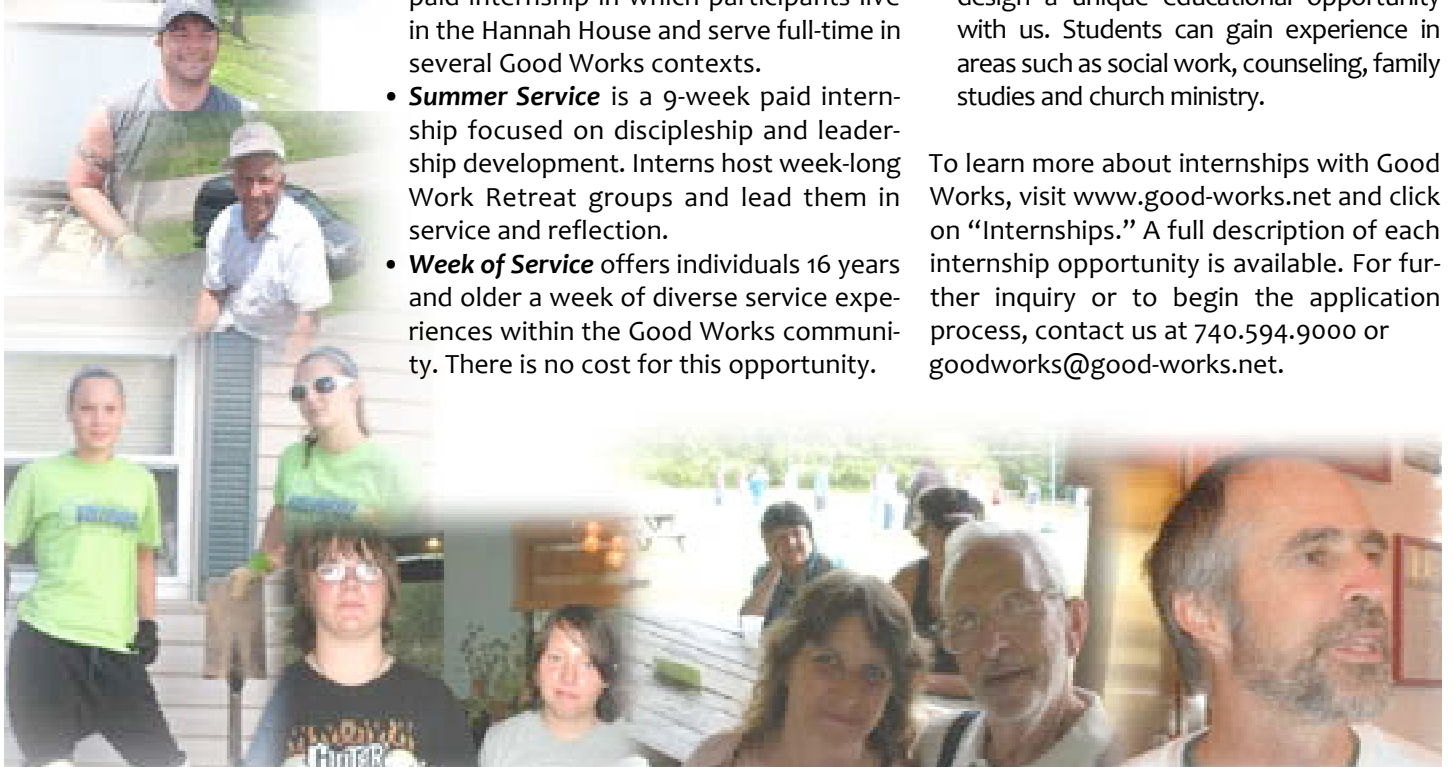 paid internship in which participants live
in the Hannah House and serve full-time in
several Good Works contexts.
• Summer Service is a 9-week paid intern-
ship focused on discipleship and leader-
ship development. Interns host week-long
Work Retreat groups and lead them in
service and reflection.
• Week of Service offers individuals 16 years
and older a week of diverse service expe-
riences within the Good Works communi-
ty. There is no cost for this opportunity.
design a unique educational opportunity
with us. Students can gain experience in
areas such as social work, counseling, family
studies and church ministry.
To learn more about internships with Good
Works, visit www.good-works.net and click
on “Internships.” A full description of each
internship opportunity is available. For fur-
ther inquiry or to begin the application
process, contact us at 740.594.9000 or
goodworks@good-works.net.